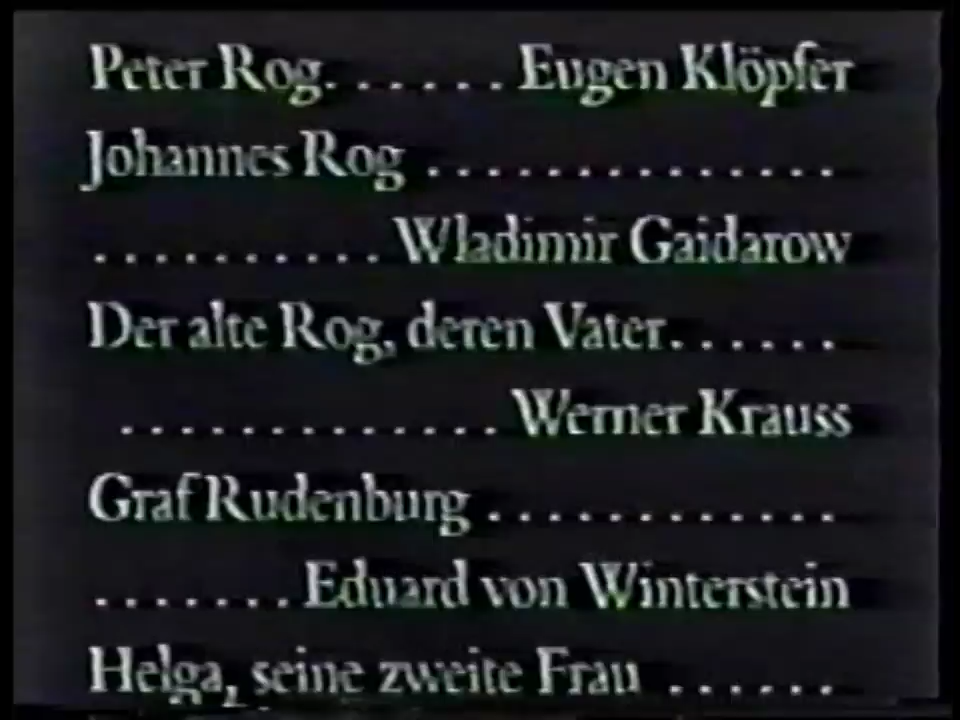 Peter Rog. . . . . . Eugen Klöpfer
Johannes Rog . . . . . . . . . . . . . .
. . . . . . . . . . Wladimir Gaidarow
Der alte Rog, deren Vater. . . . . .
. . . . . . . . . . . . . Werner Krauss
Graf Rudenburg . . . . . . . . . . . .
. . . . . . . Eduard von Winterstein
Helga, seine zweite Frau . . . . . .